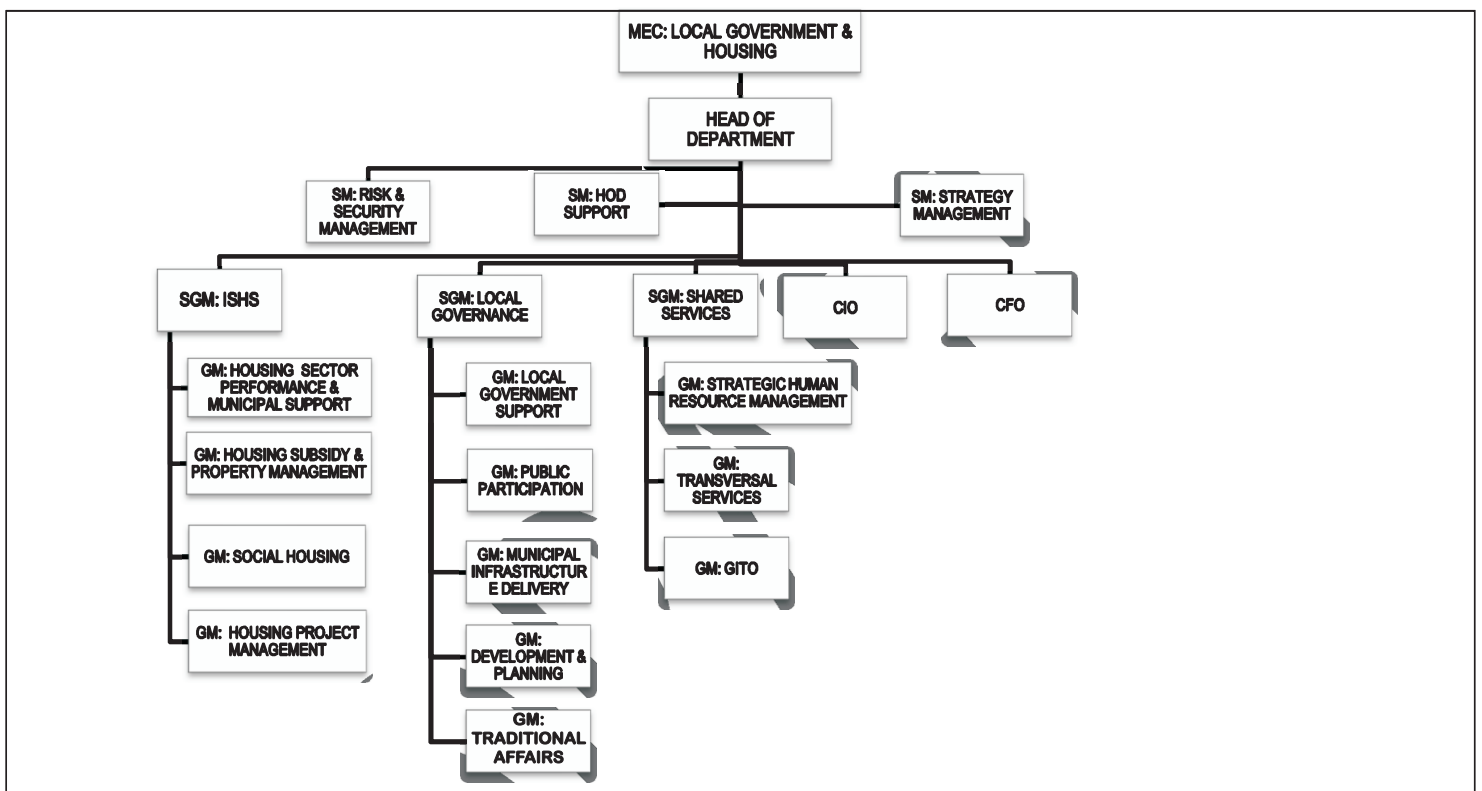 MEC: LOCAL GOVERNMENT &
HOUSING
HEAD OF
DEPARTMENT
SM: RISK &
SECURITY
MANAGEMENT
SM: HOD
SUPPORT
SM: STRATEGY
MANAGEMENT
SGM: ISHS
SGM: LOCAL
GOVERNANCE
SGM: SHARED
SERVICES
CIO
CFO
GM: HOUSING SECTOR
PERFORMANCE &
MUNICIPAL SUPPORT
GM: HOUSING SUBSIDY &
PROPERTY MANAGEMENT
GM: SOCIAL HOUSING
GM: HOUSING PROJECT
MANAGEMENT
GM: LOCAL
GOVERNMENT
SUPPORT
GM: PUBLIC
PARTICIPATION
GM: MUNICIPAL
INFRASTRUCTUR
E DELIVERY
GM:
DEVELOPMENT &
PLANNING
GM:
TRADITIONAL
AFFAIRS
GM: STRATEGIC HUMAN
RESOURCE MANAGEMENT
GM:
TRANSVERSAL
SERVICES
GM: GITO